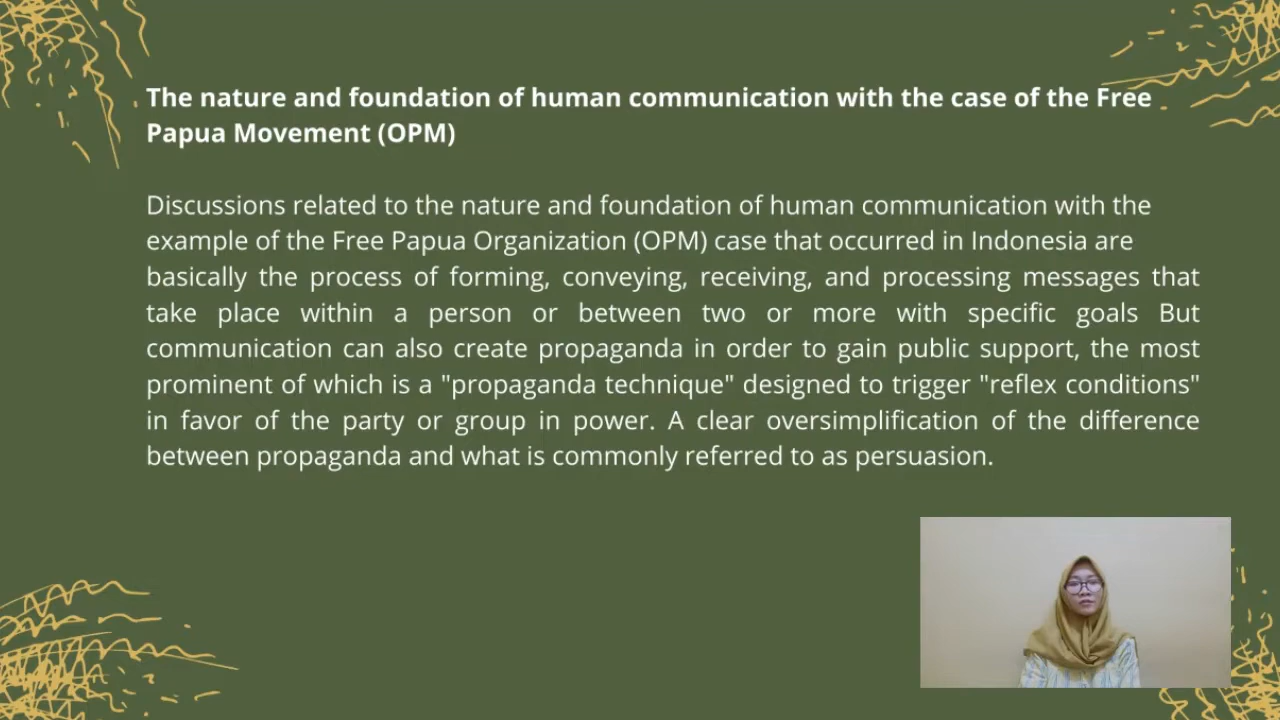 The nature and foundation of human communication with the case of the Free
Papua Movement (OPM)
Discussions related to the nature and foundation of human communication with the
example of the Free Papua Organization (OPM) case that occurred in Indonesia are
basically the process of forming, conveying, receiving, and processing messages that
take place within a person or between two or more with specific goals But
communication can also create propaganda in order to gain public support, the most
prominent of which is a "propaganda technique" designed to trigger "reflex conditions"
in favor of the party or group in power. A clear oversimplification of the difference
between propaganda and what is commonly referred to as persuasion.